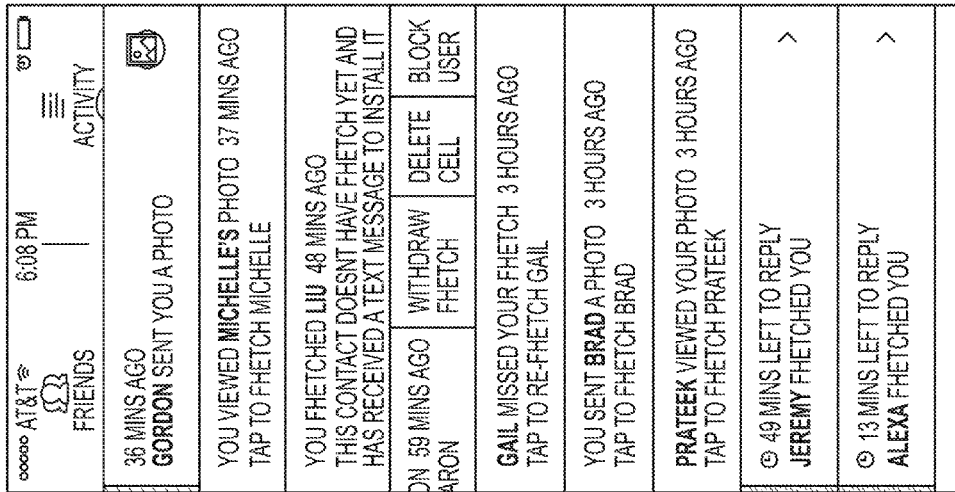 ooooo AT&T 6:08 PM
FRIENDS ACTIVITY
36 MINS AGO
GORDON SENT YOU A PHOTO
YOU VIEWED MICHELLE'S PHOTO 37 MINS AGO
TAP TO FHETCH MICHELLE
YOU FHETCHED LIU 48 MINS AGO
THIS CONTACT DOESNT HAVE FHETCH YET AND
HAS RECEIVED A TEXT MESSAGE TO INSTALL IT
ON 59 MINS AGO
ARON
WITHDRAW
FHETCH
DELETE
CELL
BLOCK
USER
GAIL MISSED YOUR FHETCH 3 HOURS AGO
TAP TO RE-FHETCH GAIL
YOU SENT BRAD A PHOTO 3 HOURS AGO
TAP TO FHETCH BRAD
PRATEEK VIEWED YOUR PHOTO 3 HOURS AGO
TAP TO FHETCH PRATEEK
49 MINS LEFT TO REPLY
JEREMY FHETCHED YOU >
13 MINS LEFT TO REPLY
ALEXA FHETCHED YOU >